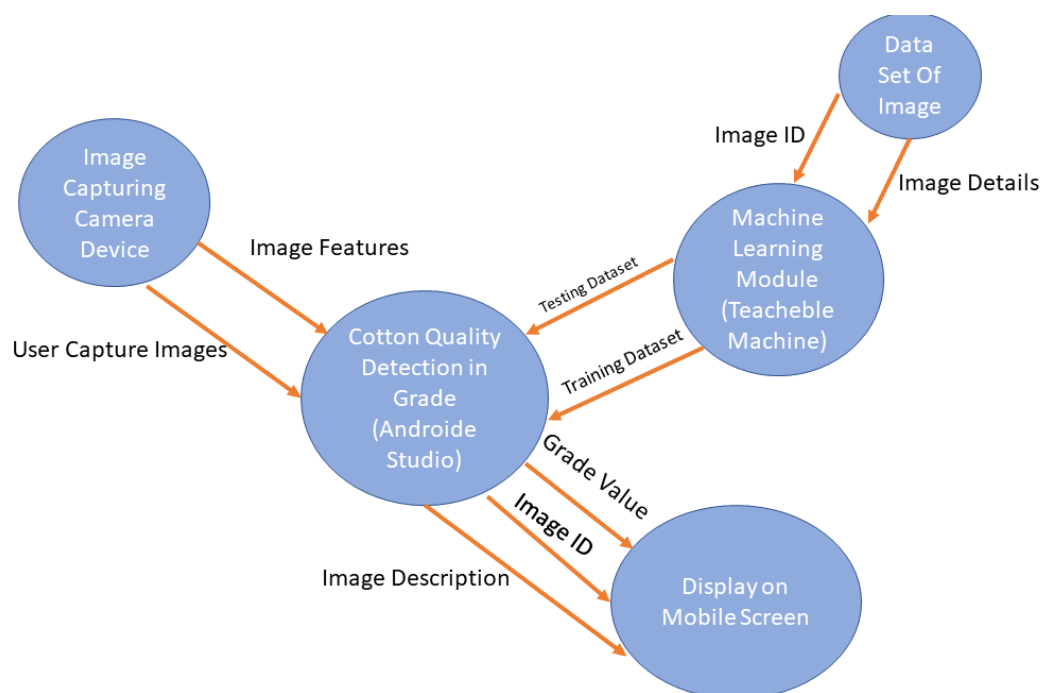 Data
Set Of
Image
Image ID
Image Details
Image
Capturing
Camera
Device
Image Features
User Capture Images
Machine
Learning
Module
(Teacheble
Machine)
Testing Dataset
Training Dataset
Cotton Quality
Detection in
Grade
(Androide
Studio)
Grade Value
Image ID
Image Description
Display on
Mobile Screen